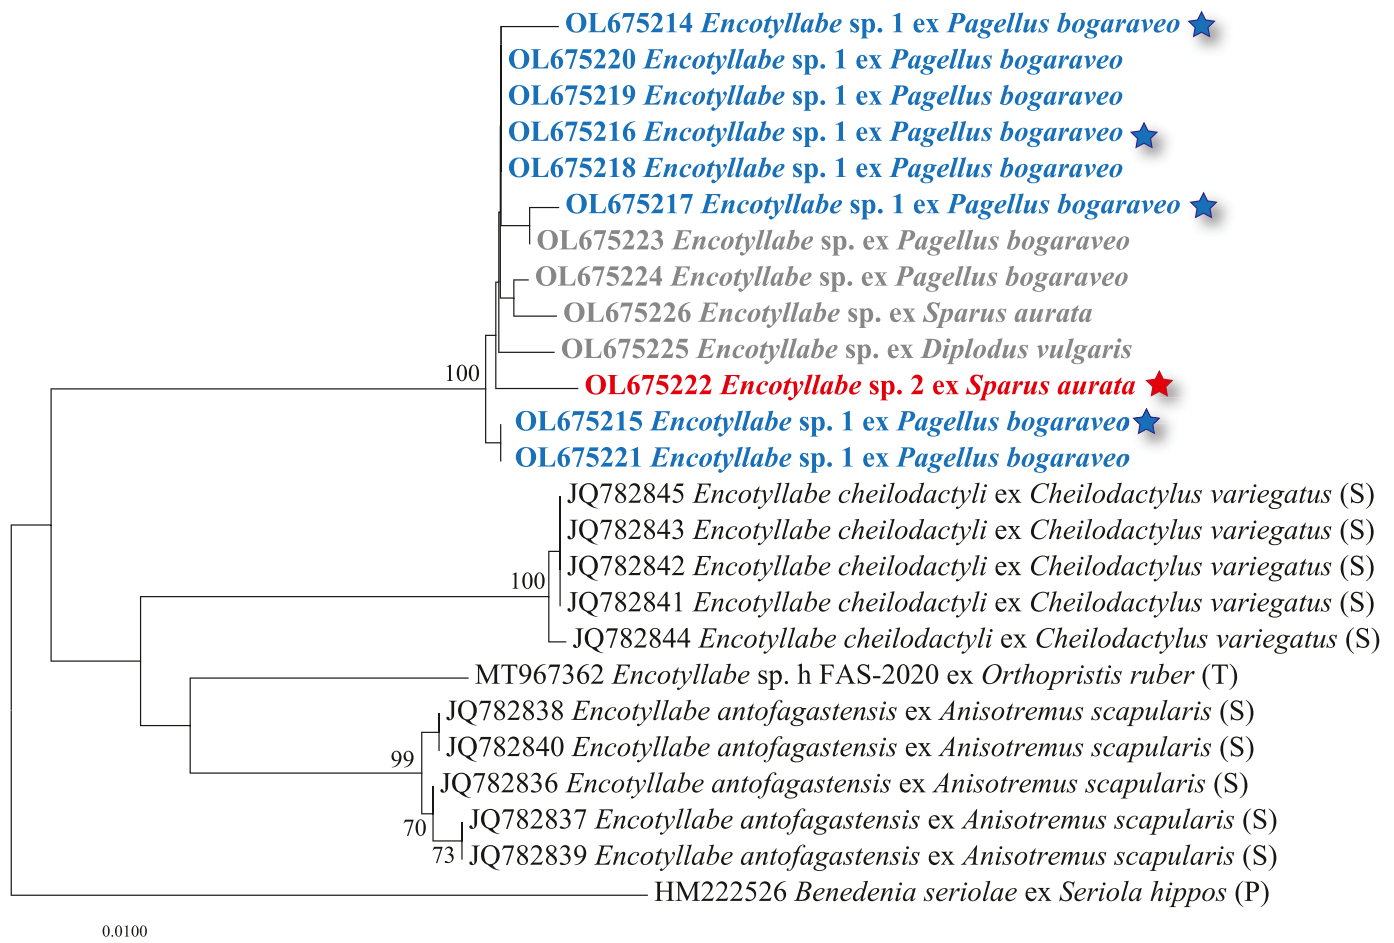 OL675214 Encotyllabe sp. 1 ex Pagellus bogaraveo
OL675220 Encotyllabe sp. 1 ex Pagellus bogaraveo
OL675219 Encotyllabe sp. 1 ex Pagellus bogaraveo
OL675216 Encotyllabe sp. 1 ex Pagellus bogaraveo
OL675218 Encotyllabe sp. 1 ex Pagellus bogaraveo
OL675217 Encotyllabe sp. 1 ex Pagellus bogaraveo
OL675223 Encotyllabe sp. ex Pagellus bogaraveo
OL675224 Encotyllabe sp. ex Pagellus bogaraveo
OL675226 Encotyllabe sp. ex Sparus aurata
OL675225 Encotyllabe sp. ex Diplodus vulgaris
100
OL675222 Encotyllabe sp. 2 ex Sparus aurata
OL675215 Encotyllabe sp. 1 ex Pagellus bogaraveo
OL675221 Encotyllabe sp. 1 ex Pagellus bogaraveo
JQ782845 Encotyllabe cheilodactyli ex Cheilodactylus variegatus (S)
JQ782843 Encotyllabe cheilodactyli ex Cheilodactylus variegatus (S)
JQ782842 Encotyllabe cheilodactyli ex Cheilodactylus variegatus (S)
100
JQ782841 Encotyllabe cheilodactyli ex Cheilodactylus variegatus (S)
JQ782844 Encotyllabe cheilodactyli ex Cheilodactylus variegatus (S)
MT967362 Encotyllabe sp. h FAS-2020 ex Orthopristis ruber (T)
JQ782838 Encotyllabe antofagastensis ex Anisotremus scapularis (S)
JQ782840 Encotyllabe antofagastensis ex Anisotremus scapularis (S)
99
JQ782836 Encotyllabe antofagastensis ex Anisotremus scapularis (S)
JQ782837 Encotyllabe antofagastensis ex Anisotremus scapularis (S)
70
73
JQ782839 Encotyllabe antofagastensis ex Anisotremus scapularis (S)
HM222526 Benedenia seriolae ex Seriola hippos (P)
0.0100